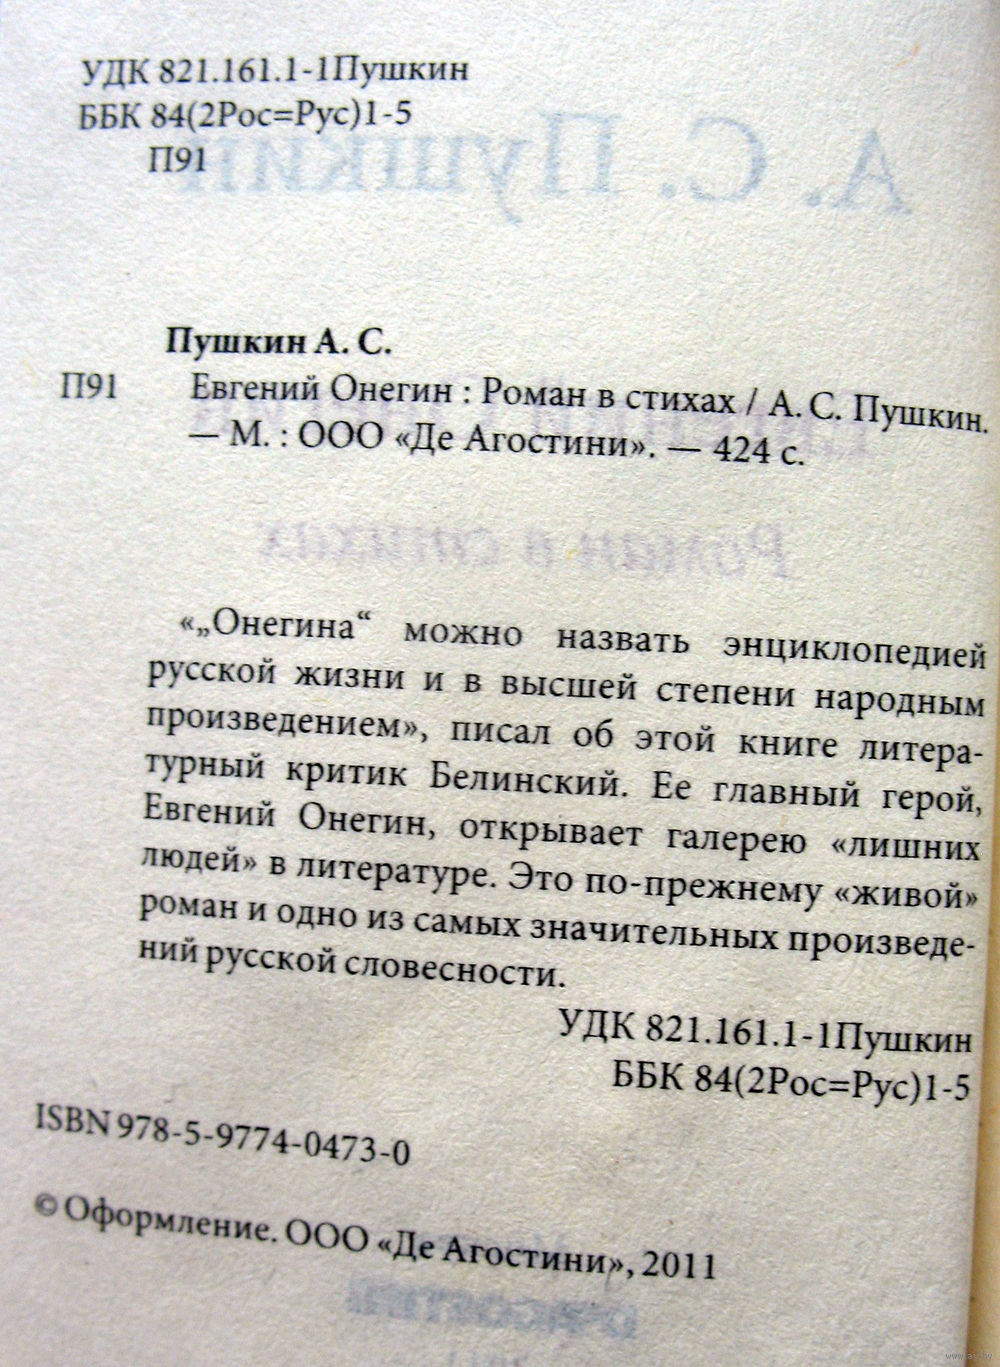 УДК 821.161.1-1Пушкин
ББК 84(2Рос=Рус)1-5
П91
А. С. Пушкин
Пушкин А. С.
П91 Евгений Онегин : Роман в стихах / А. С. Пушкин.
— М. : ООО «Де Агостини». — 424 с.
Роман в стихах
«„Онегина“ можно назвать энциклопедией
русской жизни и в высшей степени народным
произведением», писал об этой книге литера-
турный критик Белинский. Ее главный герой,
Евгений Онегин, открывает галерею «лишних
людей» в литературе. Это по-прежнему «живой»
роман и одно из самых значительных произведе-
ний русской словесности.
УДК 821.161.1-1Пушкин
ББК 84(2Рос=Рус)1-5
ISBN 978-5-9774-0473-0
© Оформление. ООО «Де Агостини», 2011